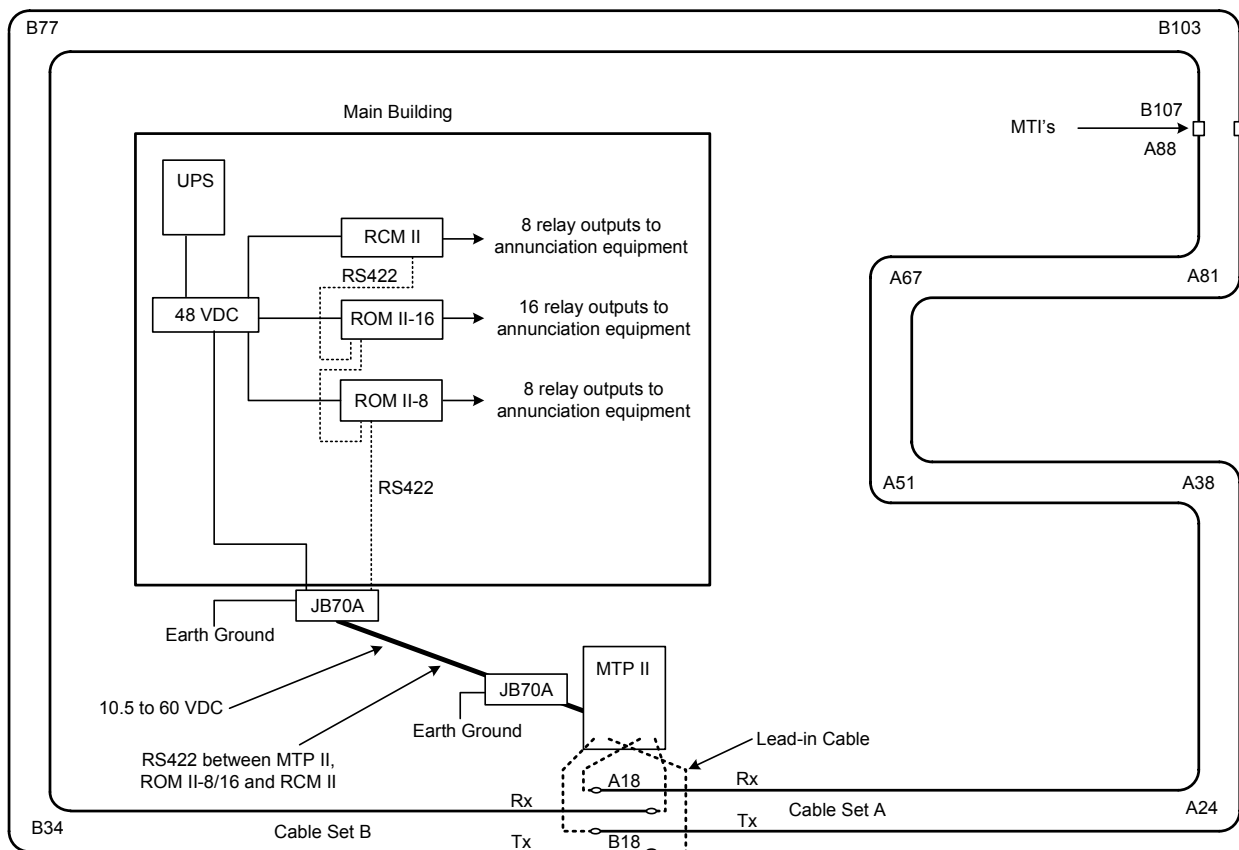 B77
B103
Main Building
MTI's
B107
A88
UPS
RCM II
8 relay outputs to
annunciation equipment
RS422
A67
A81
48 VDC
ROM II-16
16 relay outputs to
annunciation equipment
ROM II-8
8 relay outputs to
annunciation equipment
RS422
A51
A38
JB70A
Earth Ground
MTP II
JB70A
10.5 to 60 VDC
Earth Ground
RS422 between MTP II,
ROM II-8/16 and RCM II
Lead-in Cable
A18
Rx
Rx
Cable Set A
A24
B34
Cable Set B
Tx
Tx
B18